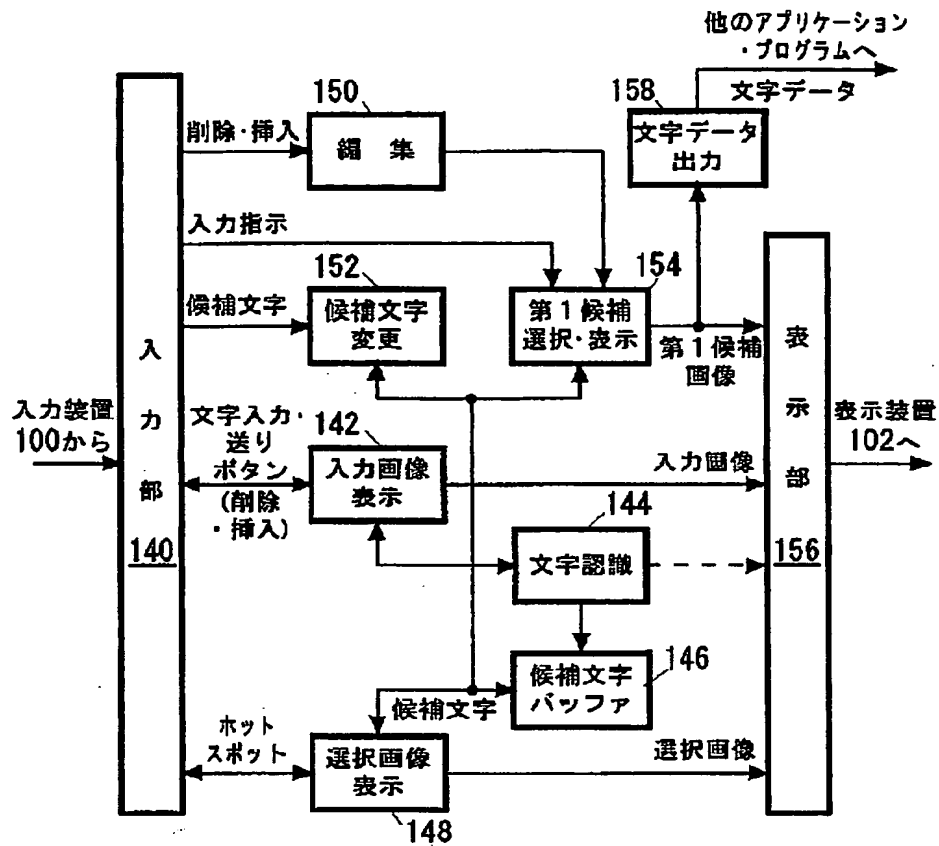 他のアプリケーション
・プログラムへ
文字データ
150
158
削除・挿入
編 集
文字データ
出力
入力指示
152
154
候補文字
候補文字
変更
第1候補
選択・表示
第1候補
画像
入力部
140
入力装置
100から
文字入力・
送り
ボタン
(削除
・挿入)
142
入力画像
表示
入力画像
表示部
156
表示装置
102へ
144
文字認識
146
候補文字
バッファ
候補文字
ホット
スポット
選択画像
表示
選択画像
148